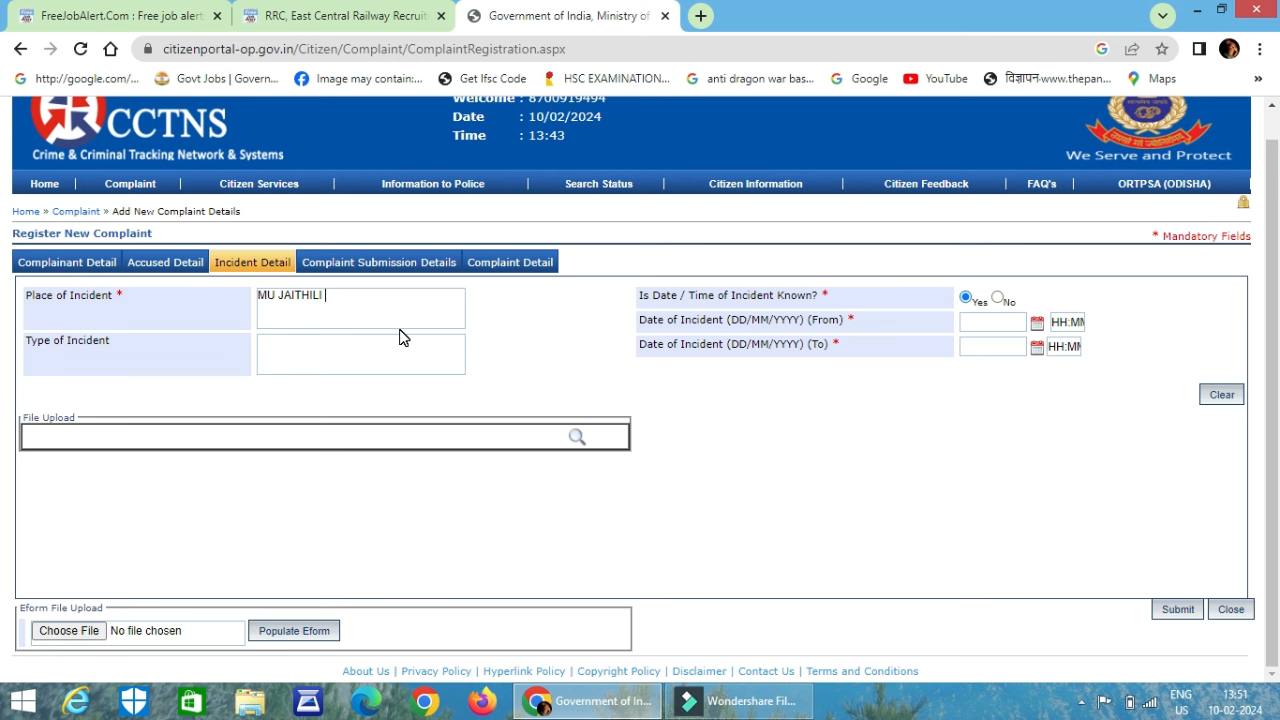 FreeJobAlert.Com : Free job alert
RRC, East Central Railway Recruit
Government of India, Ministry of
citizenportal-op.gov.in/Citizen/Complaint/ComplaintRegistration.aspx
http://google.com/...
Govt Jobs | Govern...
Image may contain:...
Get Ifsc Code
HSC EXAMINATION...
anti dragon war bas...
Google
YouTube
विज्ञापन-www.thepan...
Maps
»
CCTNS
Crime & Criminal Tracking Network & Systems
Welcome : 8700919494
Date : 10/02/2024
Time : 13:43
We Serve and Protect
Home
Complaint
Citizen Services
Information to Police
Search Status
Citizen Information
Citizen Feedback
FAQ's
ORTPSA (ODISHA)
Home » Complaint » Add New Complaint Details
Register New Complaint
* Mandatory Fields
Complainant Detail
Accused Detail
Incident Detail
Complaint Submission Details
Complaint Detail
Place of Incident *
MU JAITHILI
Is Date / Time of Incident Known? *
Yes
No
Date of Incident (DD/MM/YYYY) (From) *
HH:MM
Type of Incident
Date of Incident (DD/MM/YYYY) (To) *
HH:MM
Clear
File Upload
Eform File Upload
Choose File No file chosen
Populate Eform
Submit
Close
About Us | Privacy Policy | Hyperlink Policy | Copyright Policy | Disclaimer | Contact Us | Terms and Conditions
Government of In...
Wondershare Fil...
ENG
US
13:51
10-02-2024